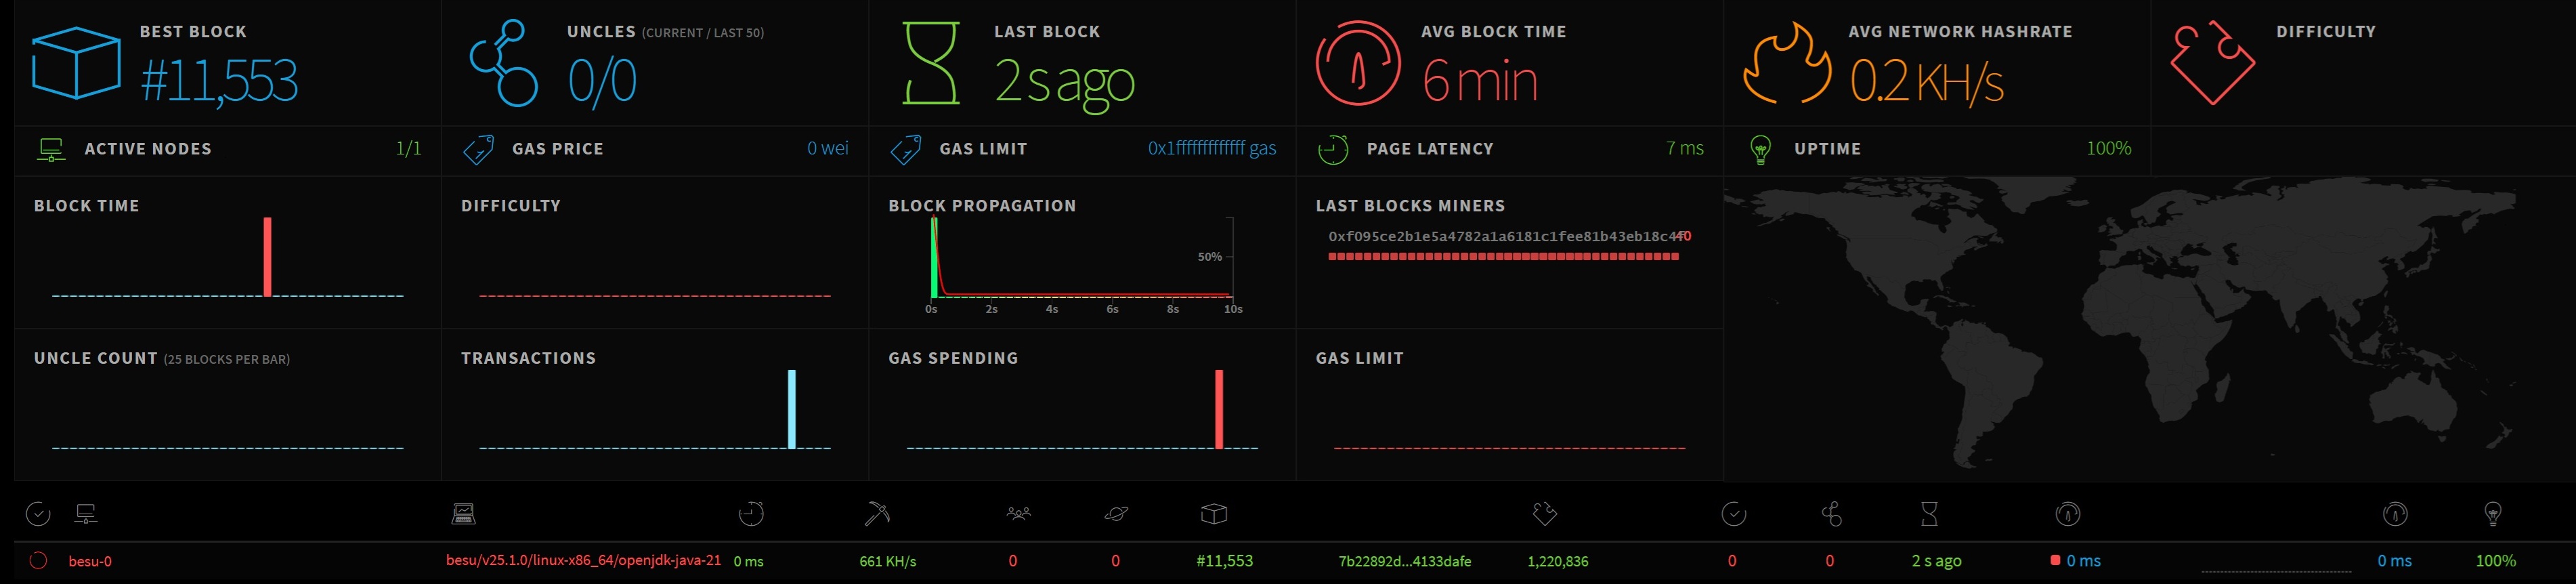 BEST BLOCK
#11,553
UNCLES (CURRENT / LAST 50)
0/0
LAST BLOCK
2 s ago
AVG BLOCK TIME
6 min
AVG NETWORK HASHRATE
0.2 KH/s
DIFFICULTY
ACTIVE NODES 1/1
GAS PRICE 0 wei
GAS LIMIT 0x1fffffffffffff gas
PAGE LATENCY 7 ms
UPTIME 100%
BLOCK TIME
DIFFICULTY
BLOCK PROPAGATION
50%
0s 2s 4s 6s 8s 10s
LAST BLOCKS MINERS
0xf095ce2b1e5a4782a1a6181c1fee81b43eb18c4f
UNCLE COUNT (25 BLOCKS PER BAR)
TRANSACTIONS
GAS SPENDING
GAS LIMIT
besu-0 besu/v25.1.0/linux-x86_64/openjdk-java-21 0 ms 661 KH/s 0 0 #11,553 7b22892d...4133dafe 1,220,836 0 0 2 s ago 0 ms 0 ms 100%